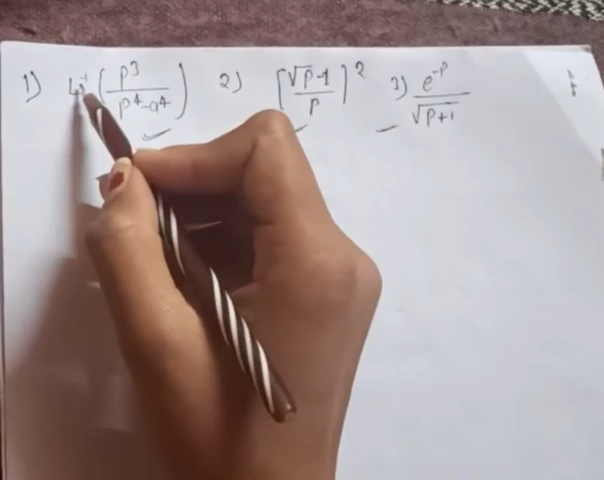 1) L⁻¹ ( p³ / p⁴-a⁴ ) 2) [ √p-1 / p ]² 3) e⁻ᵖ / √p+1